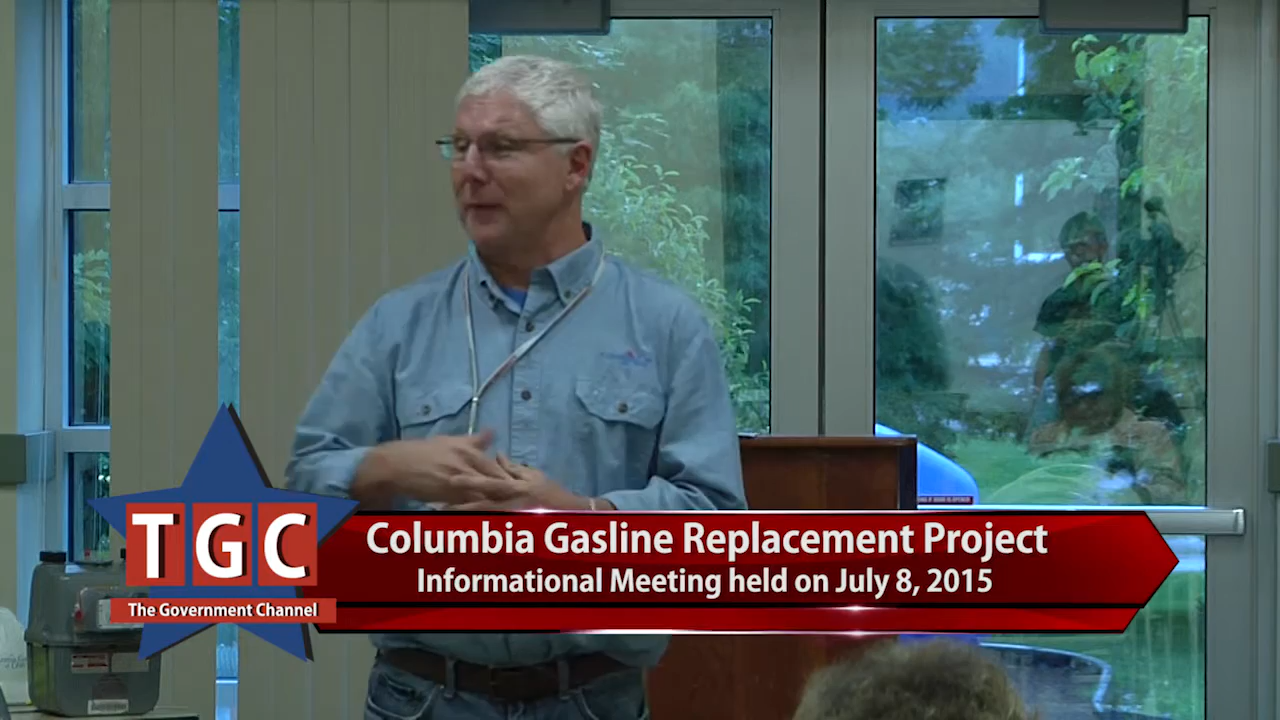 TGC
The Government Channel
Columbia Gasline Replacement Project
Informational Meeting held on July 8, 2015